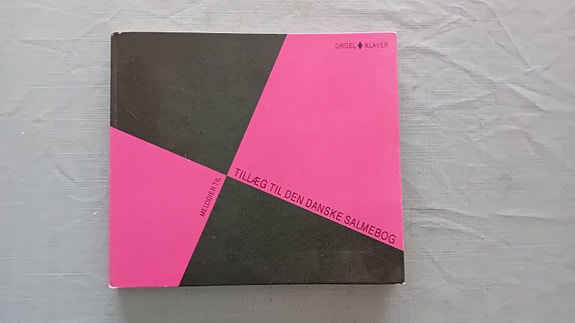 ORGEL ♦ KLAVER
MELODIER TIL
TILLÆG TIL DEN DANSKE SALMEBOG